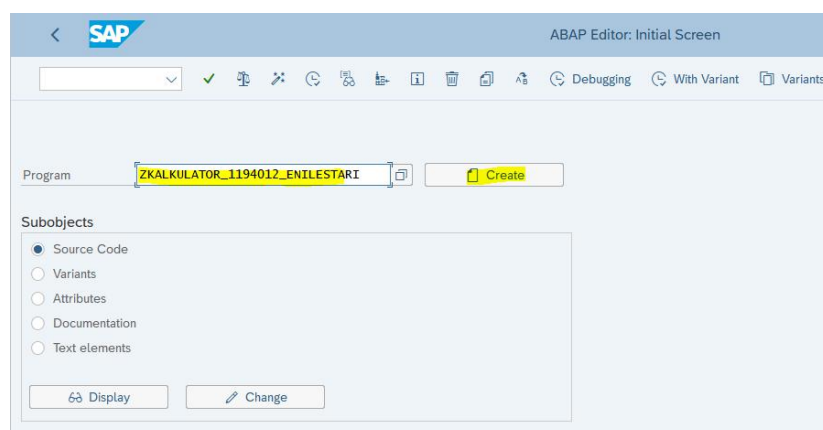 SAP ABAP Editor: Initial Screen
Debugging With Variant Variants
Program ZKALKULATOR_1194012_ENILESTARI Create
Subobjects
Source Code
Variants
Attributes
Documentation
Text elements
Display Change